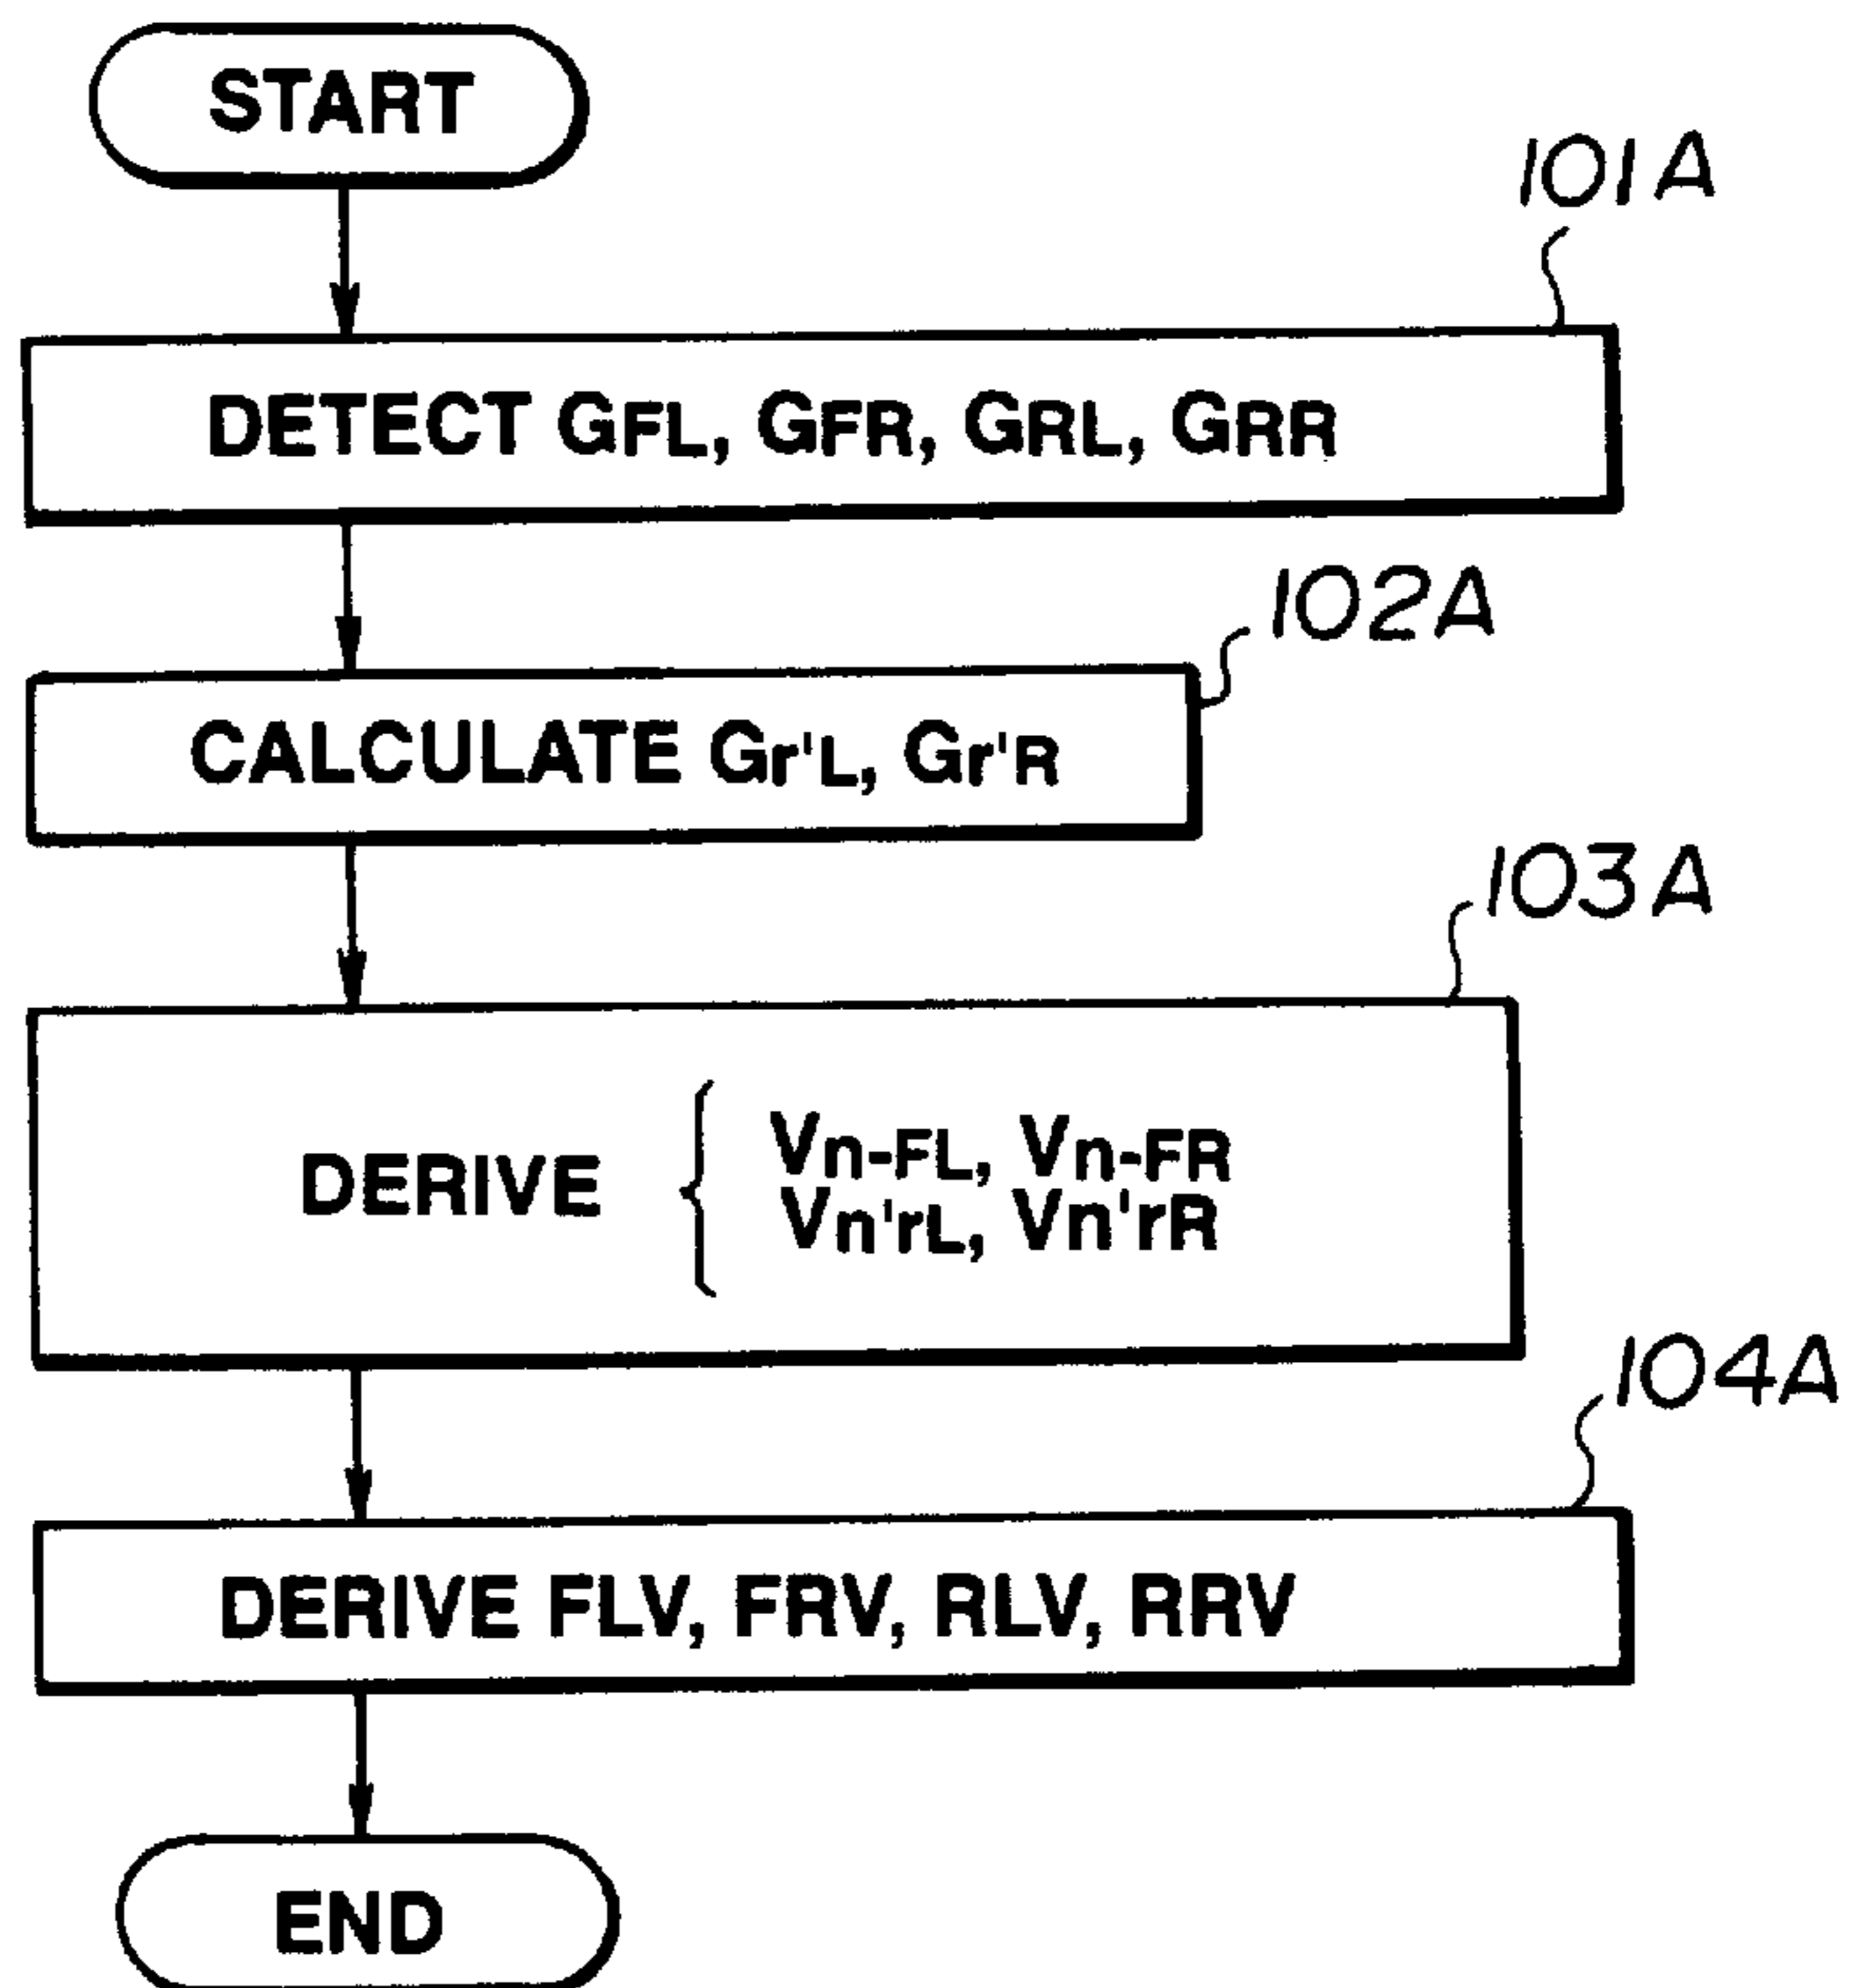 START
101A
DETECT GFL, GFR, GRL, GRR
102A
CALCULATE Gr'L, Gr'R
103A
DERIVE
Vn-FL, Vn-FR
Vn'rL, Vn'rR
104A
DERIVE FLV, FRV, RLV, RRV
END